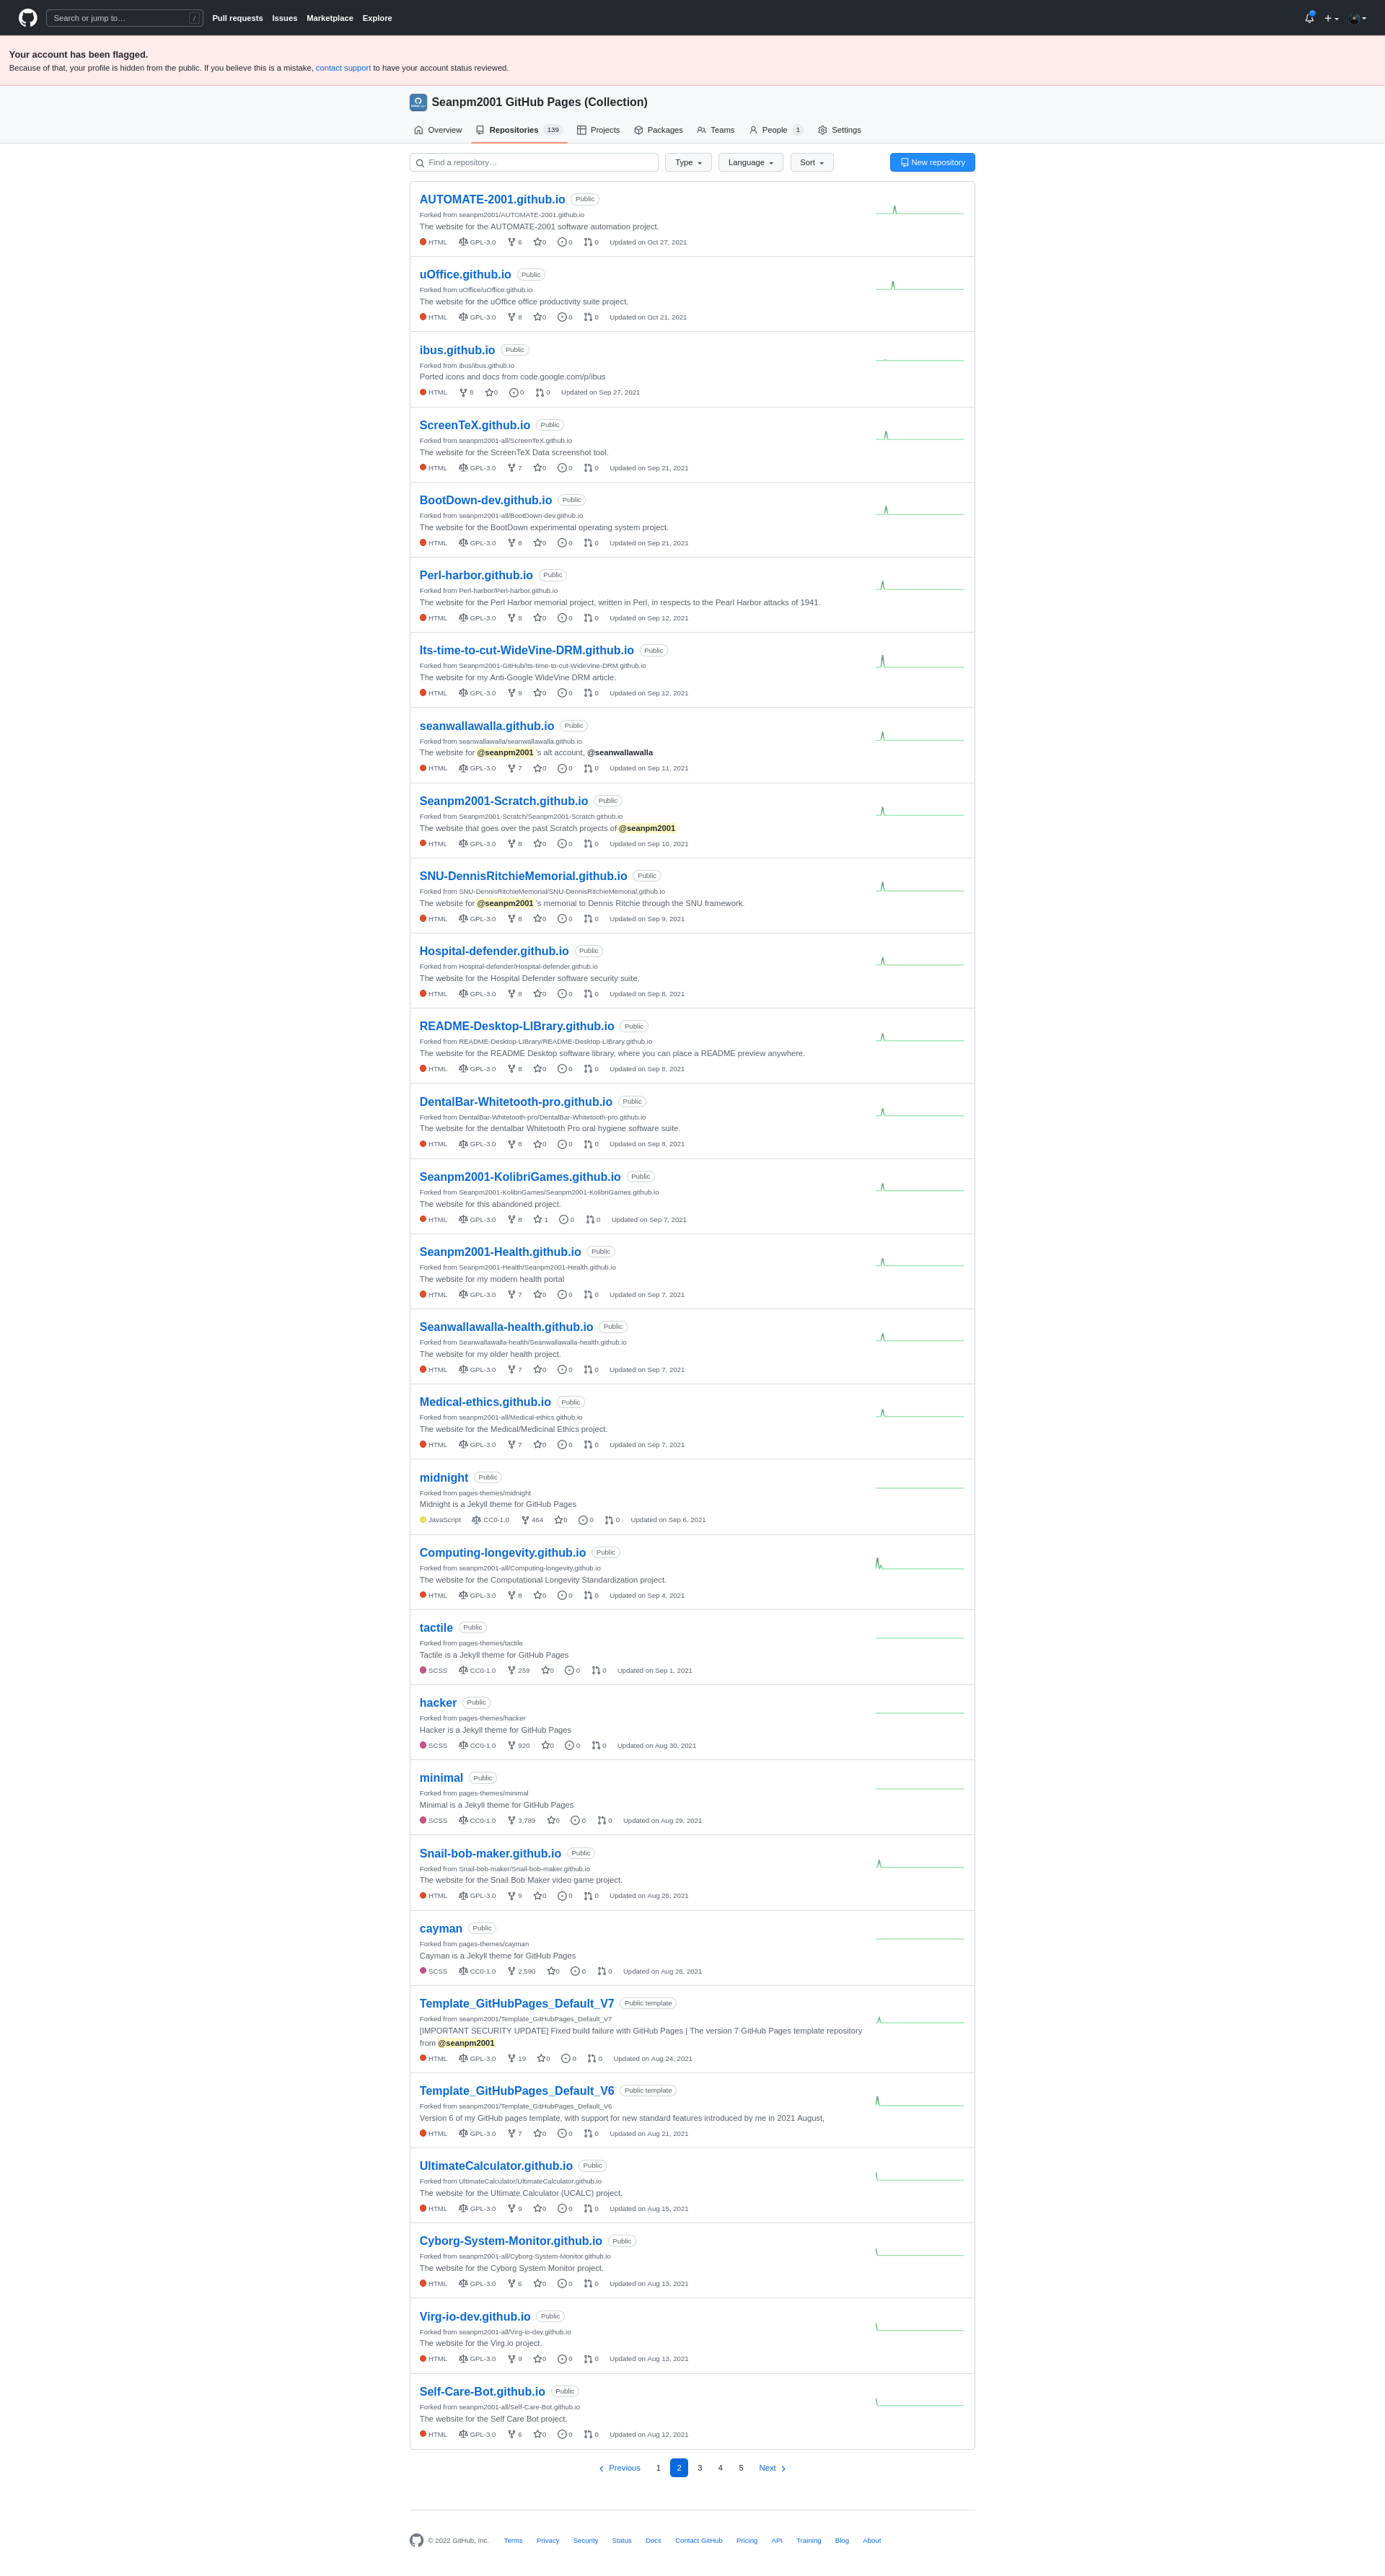 Search or jump to… /
Pull requests Issues Marketplace Explore
Your account has been flagged.
Because of that, your profile is hidden from the public. If you believe this is a mistake, contact support to have your account status reviewed.
Seanpm2001 GitHub Pages (Collection)
Overview Repositories 139 Projects Packages Teams People 1 Settings
Find a repository… Type Language Sort New repository
AUTOMATE-2001.github.io Public
Forked from seanpm2001/AUTOMATE-2001.github.io
The website for the AUTOMATE-2001 software automation project.
HTML GPL-3.0 6 0 0 0 Updated on Oct 27, 2021
uOffice.github.io Public
Forked from uOffice/uOffice.github.io
The website for the uOffice office productivity suite project.
HTML GPL-3.0 8 0 0 0 Updated on Oct 21, 2021
ibus.github.io Public
Forked from ibus/ibus.github.io
Ported icons and docs from code.google.com/p/ibus
HTML 8 0 0 0 Updated on Sep 27, 2021
ScreenTeX.github.io Public
Forked from seanpm2001-all/ScreenTeX.github.io
The website for the ScreenTeX Data screenshot tool.
HTML GPL-3.0 7 0 0 0 Updated on Sep 21, 2021
BootDown-dev.github.io Public
Forked from seanpm2001-all/BootDown-dev.github.io
The website for the BootDown experimental operating system project.
HTML GPL-3.0 8 0 0 0 Updated on Sep 21, 2021
Perl-harbor.github.io Public
Forked from Perl-harbor/Perl-harbor.github.io
The website for the Perl Harbor memorial project, written in Perl, in respects to the Pearl Harbor attacks of 1941.
HTML GPL-3.0 8 0 0 0 Updated on Sep 12, 2021
Its-time-to-cut-WideVine-DRM.github.io Public
Forked from Seanpm2001-GitHub/Its-time-to-cut-WideVine-DRM.github.io
The website for my Anti-Google WideVine DRM article.
HTML GPL-3.0 9 0 0 0 Updated on Sep 12, 2021
seanwallawalla.github.io Public
Forked from seanwallawalla/seanwallawalla.github.io
The website for @seanpm2001 's alt account, @seanwallawalla
HTML GPL-3.0 7 0 0 0 Updated on Sep 11, 2021
Seanpm2001-Scratch.github.io Public
Forked from Seanpm2001-Scratch/Seanpm2001-Scratch.github.io
The website that goes over the past Scratch projects of @seanpm2001
HTML GPL-3.0 8 0 0 0 Updated on Sep 10, 2021
SNU-DennisRitchieMemorial.github.io Public
Forked from SNU-DennisRitchieMemorial/SNU-DennisRitchieMemorial.github.io
The website for @seanpm2001 's memorial to Dennis Ritchie through the SNU framework.
HTML GPL-3.0 8 0 0 0 Updated on Sep 9, 2021
Hospital-defender.github.io Public
Forked from Hospital-defender/Hospital-defender.github.io
The website for the Hospital Defender software security suite.
HTML GPL-3.0 8 0 0 0 Updated on Sep 8, 2021
README-Desktop-LIBrary.github.io Public
Forked from README-Desktop-LIBrary/README-Desktop-LIBrary.github.io
The website for the README Desktop software library, where you can place a README preview anywhere.
HTML GPL-3.0 8 0 0 0 Updated on Sep 8, 2021
DentalBar-Whitetooth-pro.github.io Public
Forked from DentalBar-Whitetooth-pro/DentalBar-Whitetooth-pro.github.io
The website for the dentalbar Whitetooth Pro oral hygiene software suite.
HTML GPL-3.0 8 0 0 0 Updated on Sep 8, 2021
Seanpm2001-KolibriGames.github.io Public
Forked from Seanpm2001-KolibriGames/Seanpm2001-KolibriGames.github.io
The website for this abandoned project.
HTML GPL-3.0 8 1 0 0 Updated on Sep 7, 2021
Seanpm2001-Health.github.io Public
Forked from Seanpm2001-Health/Seanpm2001-Health.github.io
The website for my modern health portal
HTML GPL-3.0 7 0 0 0 Updated on Sep 7, 2021
Seanwallawalla-health.github.io Public
Forked from Seanwallawalla-health/Seanwallawalla-health.github.io
The website for my older health project.
HTML GPL-3.0 7 0 0 0 Updated on Sep 7, 2021
Medical-ethics.github.io Public
Forked from seanpm2001-all/Medical-ethics.github.io
The website for the Medical/Medicinal Ethics project.
HTML GPL-3.0 7 0 0 0 Updated on Sep 7, 2021
midnight Public
Forked from pages-themes/midnight
Midnight is a Jekyll theme for GitHub Pages
JavaScript CC0-1.0 464 0 0 0 Updated on Sep 6, 2021
Computing-longevity.github.io Public
Forked from seanpm2001-all/Computing-longevity.github.io
The website for the Computational Longevity Standardization project.
HTML GPL-3.0 8 0 0 0 Updated on Sep 4, 2021
tactile Public
Forked from pages-themes/tactile
Tactile is a Jekyll theme for GitHub Pages
SCSS CC0-1.0 259 0 0 0 Updated on Sep 1, 2021
hacker Public
Forked from pages-themes/hacker
Hacker is a Jekyll theme for GitHub Pages
SCSS CC0-1.0 920 0 0 0 Updated on Aug 30, 2021
minimal Public
Forked from pages-themes/minimal
Minimal is a Jekyll theme for GitHub Pages
SCSS CC0-1.0 3,789 0 0 0 Updated on Aug 29, 2021
Snail-bob-maker.github.io Public
Forked from Snail-bob-maker/Snail-bob-maker.github.io
The website for the Snail Bob Maker video game project.
HTML GPL-3.0 9 0 0 0 Updated on Aug 26, 2021
cayman Public
Forked from pages-themes/cayman
Cayman is a Jekyll theme for GitHub Pages
SCSS CC0-1.0 2,590 0 0 0 Updated on Aug 26, 2021
Template_GitHubPages_Default_V7 Public template
Forked from seanpm2001/Template_GitHubPages_Default_V7
[IMPORTANT SECURITY UPDATE] Fixed build failure with GitHub Pages | The version 7 GitHub Pages template repository
from @seanpm2001
HTML GPL-3.0 19 0 0 0 Updated on Aug 24, 2021
Template_GitHubPages_Default_V6 Public template
Forked from seanpm2001/Template_GitHubPages_Default_V6
Version 6 of my GitHub pages template, with support for new standard features introduced by me in 2021 August,
HTML GPL-3.0 7 0 0 0 Updated on Aug 21, 2021
UltimateCalculator.github.io Public
Forked from UltimateCalculator/UltimateCalculator.github.io
The website for the Ultimate Calculator (UCALC) project.
HTML GPL-3.0 9 0 0 0 Updated on Aug 15, 2021
Cyborg-System-Monitor.github.io Public
Forked from seanpm2001-all/Cyborg-System-Monitor.github.io
The website for the Cyborg System Monitor project.
HTML GPL-3.0 6 0 0 0 Updated on Aug 13, 2021
Virg-io-dev.github.io Public
Forked from seanpm2001-all/Virg-io-dev.github.io
The website for the Virg.io project.
HTML GPL-3.0 9 0 0 0 Updated on Aug 13, 2021
Self-Care-Bot.github.io Public
Forked from seanpm2001-all/Self-Care-Bot.github.io
The website for the Self Care Bot project.
HTML GPL-3.0 6 0 0 0 Updated on Aug 12, 2021
Previous 1 2 3 4 5 Next
© 2022 GitHub, Inc. Terms Privacy Security Status Docs Contact GitHub Pricing API Training Blog About